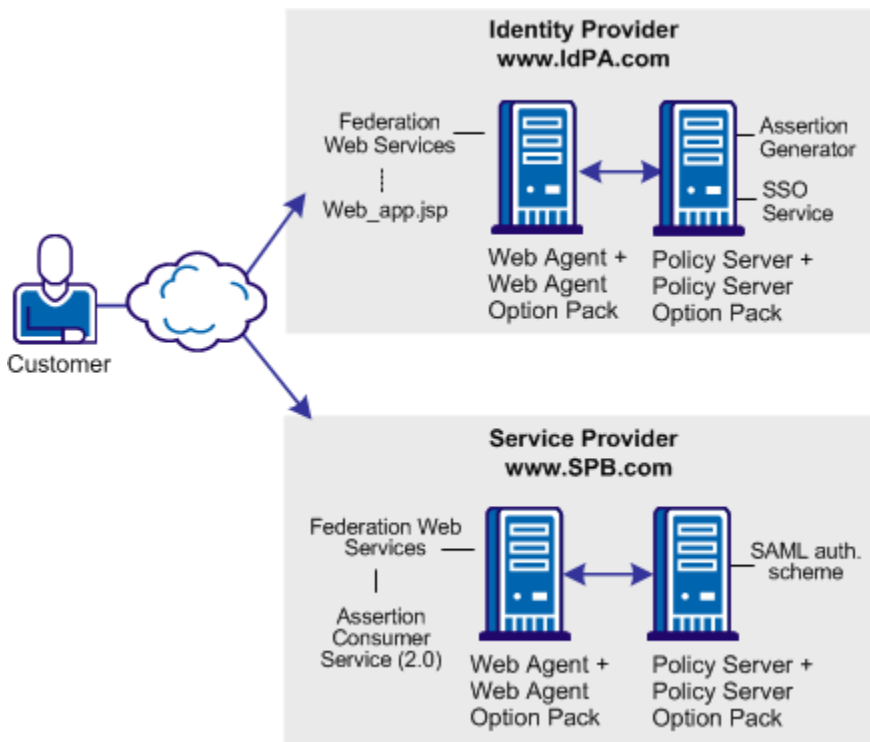 Identity Provider
www.IdPA.com
Federation
Web Services
Web_app.jsp
Assertion
Generator
SSO
Service
Web Agent +
Web Agent
Option Pack
Policy Server +
Policy Server
Option Pack
Customer
Service Provider
www.SPB.com
Federation Web
Services
Assertion
Consumer
Service (2.0)
SAML auth.
scheme
Web Agent +
Web Agent
Option Pack
Policy Server +
Policy Server
Option Pack